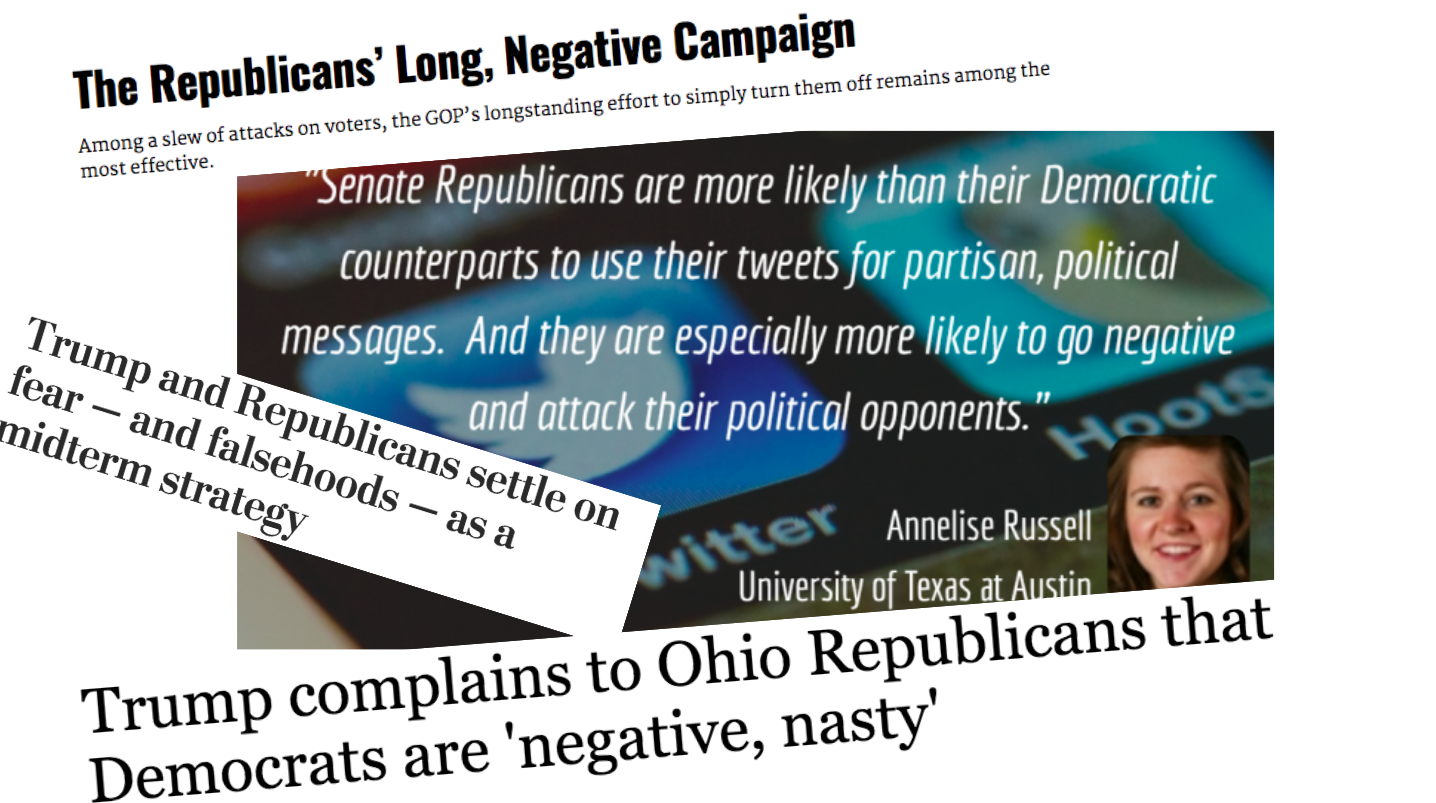 The Republicans’ Long, Negative Campaign
Among a slew of attacks on voters, the GOP’s longstanding effort to simply turn them off remains among the
most effective.
"Senate Republicans are more likely than their Democratic
counterparts to use their tweets for partisan, political
messages. And they are especially more likely to go negative
and attack their political opponents.”
Trump and Republicans settle on
fear — and falsehoods — as a
midterm strategy
Hoots
witter
Annelise Russell
University of Texas at Austin
Trump complains to Ohio Republicans that
Democrats are 'negative, nasty'